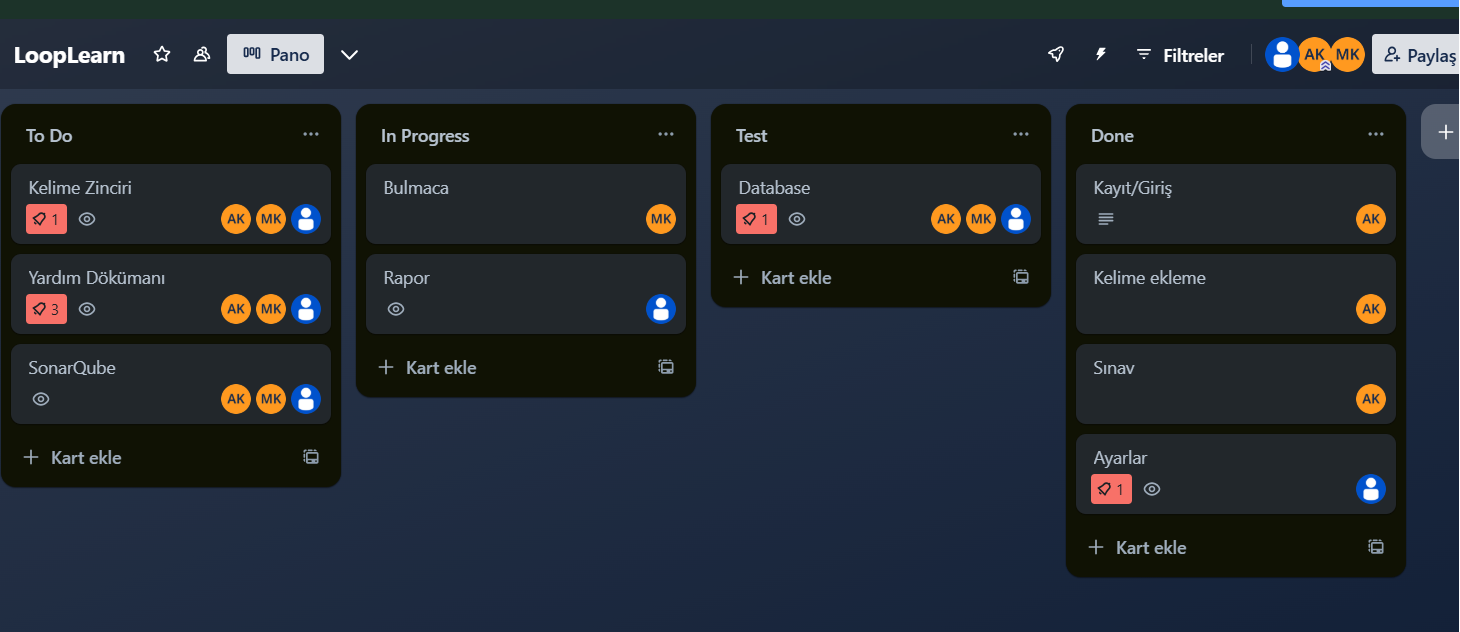 LoopLearn
Pano
Filtreler
AK
MK
Paylaş
To Do
Kelime Zinciri
1
AK
MK
Yardım Dökümanı
3
AK
MK
SonarQube
AK
MK
Kart ekle
In Progress
Bulmaca
MK
Rapor
Kart ekle
Test
Database
1
AK
MK
Kart ekle
Done
Kayıt/Giriş
AK
Kelime ekleme
AK
Sınav
AK
Ayarlar
1
Kart ekle